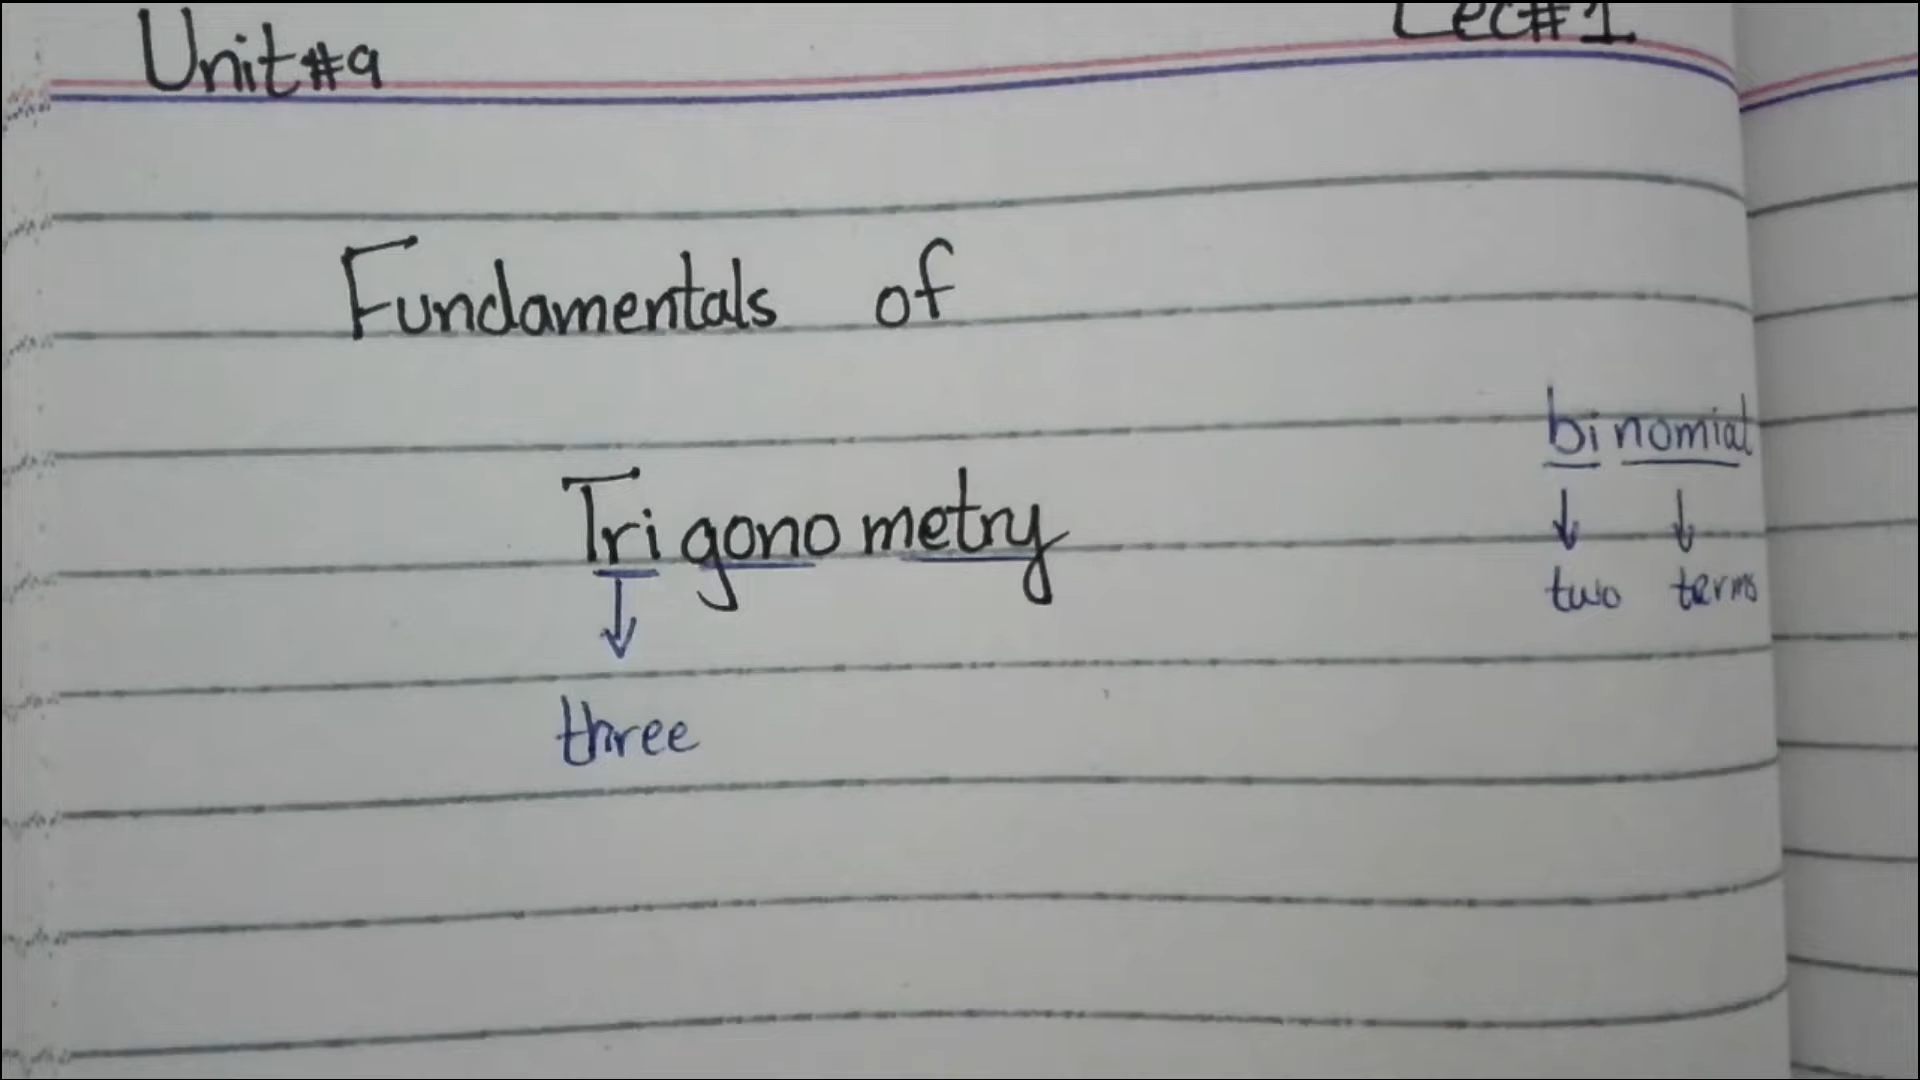 Unit#9 Lec#1
Fundamentals of
Trigonometry
three
binomial
two terms